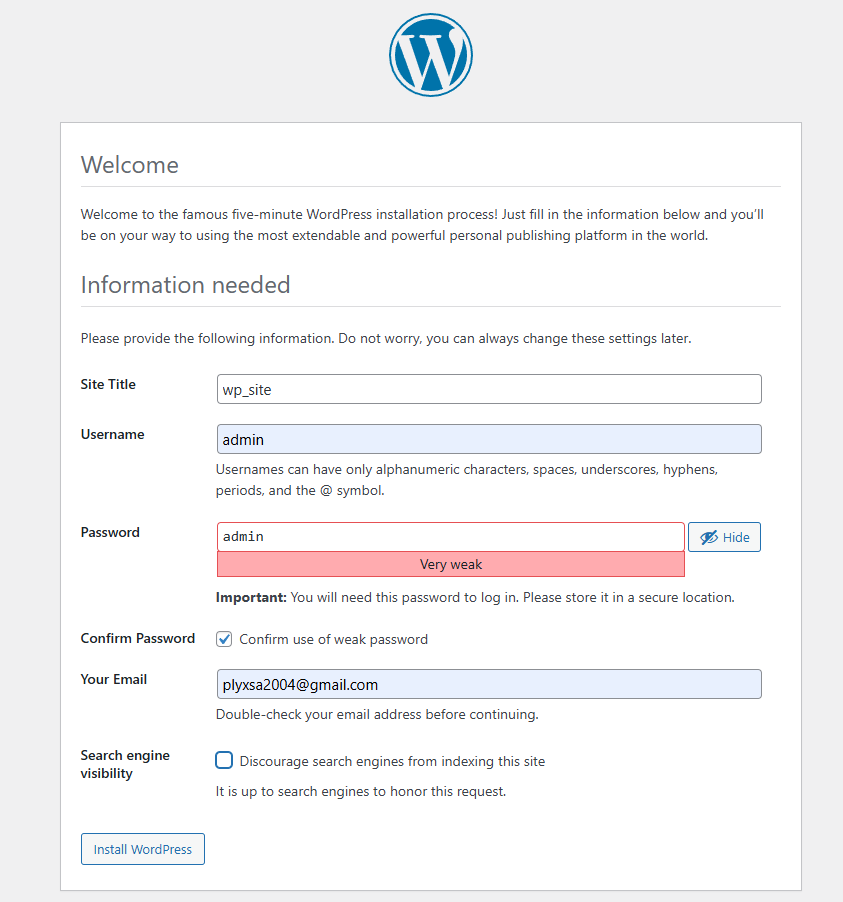 Welcome
Welcome to the famous five-minute WordPress installation process! Just fill in the information below and you’ll
be on your way to using the most extendable and powerful personal publishing platform in the world.
Information needed
Please provide the following information. Do not worry, you can always change these settings later.
Site Title
wp_site
Username
admin
Usernames can have only alphanumeric characters, spaces, underscores, hyphens,
periods, and the @ symbol.
Password
admin
Hide
Very weak
Important: You will need this password to log in. Please store it in a secure location.
Confirm Password
Confirm use of weak password
Your Email
plyxsa2004@gmail.com
Double-check your email address before continuing.
Search engine
visibility
Discourage search engines from indexing this site
It is up to search engines to honor this request.
Install WordPress